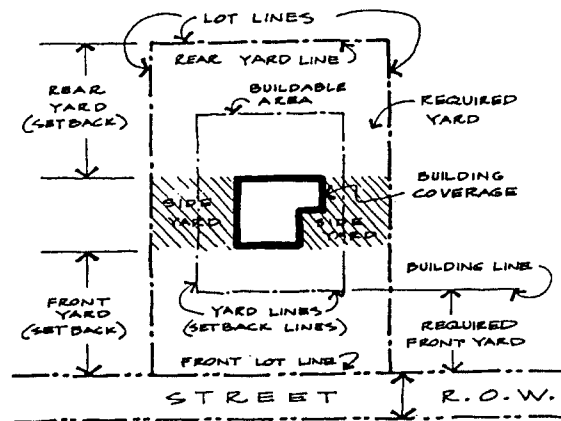 LOT LINES
REAR YARD LINE
REAR
YARD
(SETBACK)
BUILDABLE
AREA
REQUIRED
YARD
BUILDING
COVERAGE
SIDE
YARD
SIDE
YARD
FRONT
YARD
(SETBACK)
YARD LINES
(SETBACK LINES)
BUILDING LINE
REQUIRED
FRONT YARD
FRONT LOT LINE
STREET R.O.W.